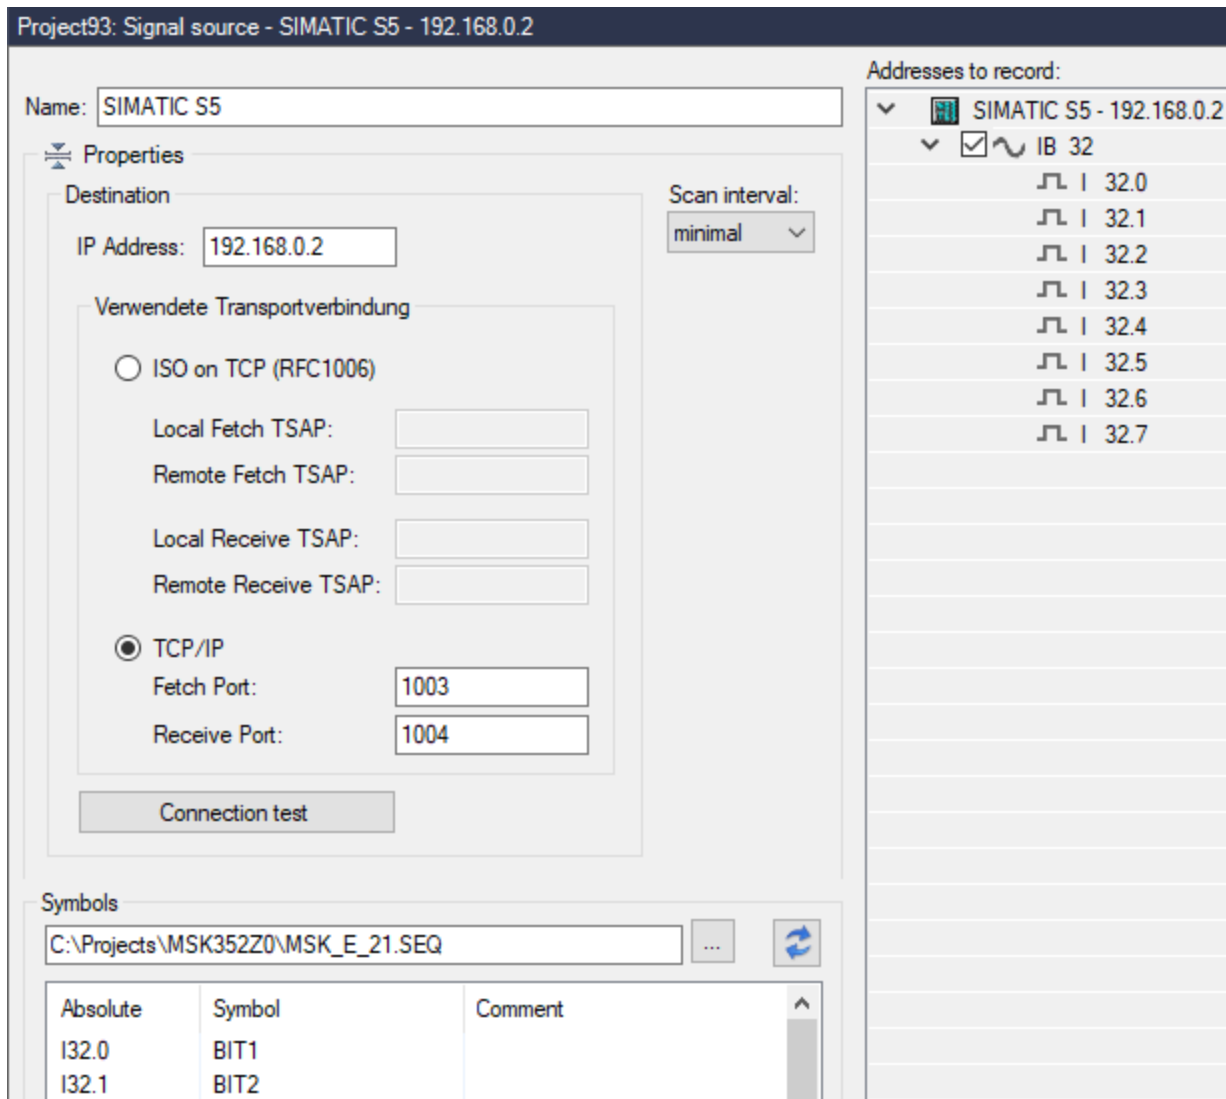 Project93: Signal source - SIMATIC S5 - 192.168.0.2
Name: SIMATIC S5
Properties
Destination
IP Address: 192.168.0.2
Scan interval:
minimal
Verwendete Transportverbindung
ISO on TCP (RFC1006)
Local Fetch TSAP:
Remote Fetch TSAP:
Local Receive TSAP:
Remote Receive TSAP:
TCP/IP
Fetch Port: 1003
Receive Port: 1004
Connection test
Symbols
C:\Projects\MSK352Z0\MSK_E_21.SEQ ...
Absolute Symbol Comment
I32.0 BIT1
I32.1 BIT2
Addresses to record:
SIMATIC S5 - 192.168.0.2
IB 32
I 32.0
I 32.1
I 32.2
I 32.3
I 32.4
I 32.5
I 32.6
I 32.7